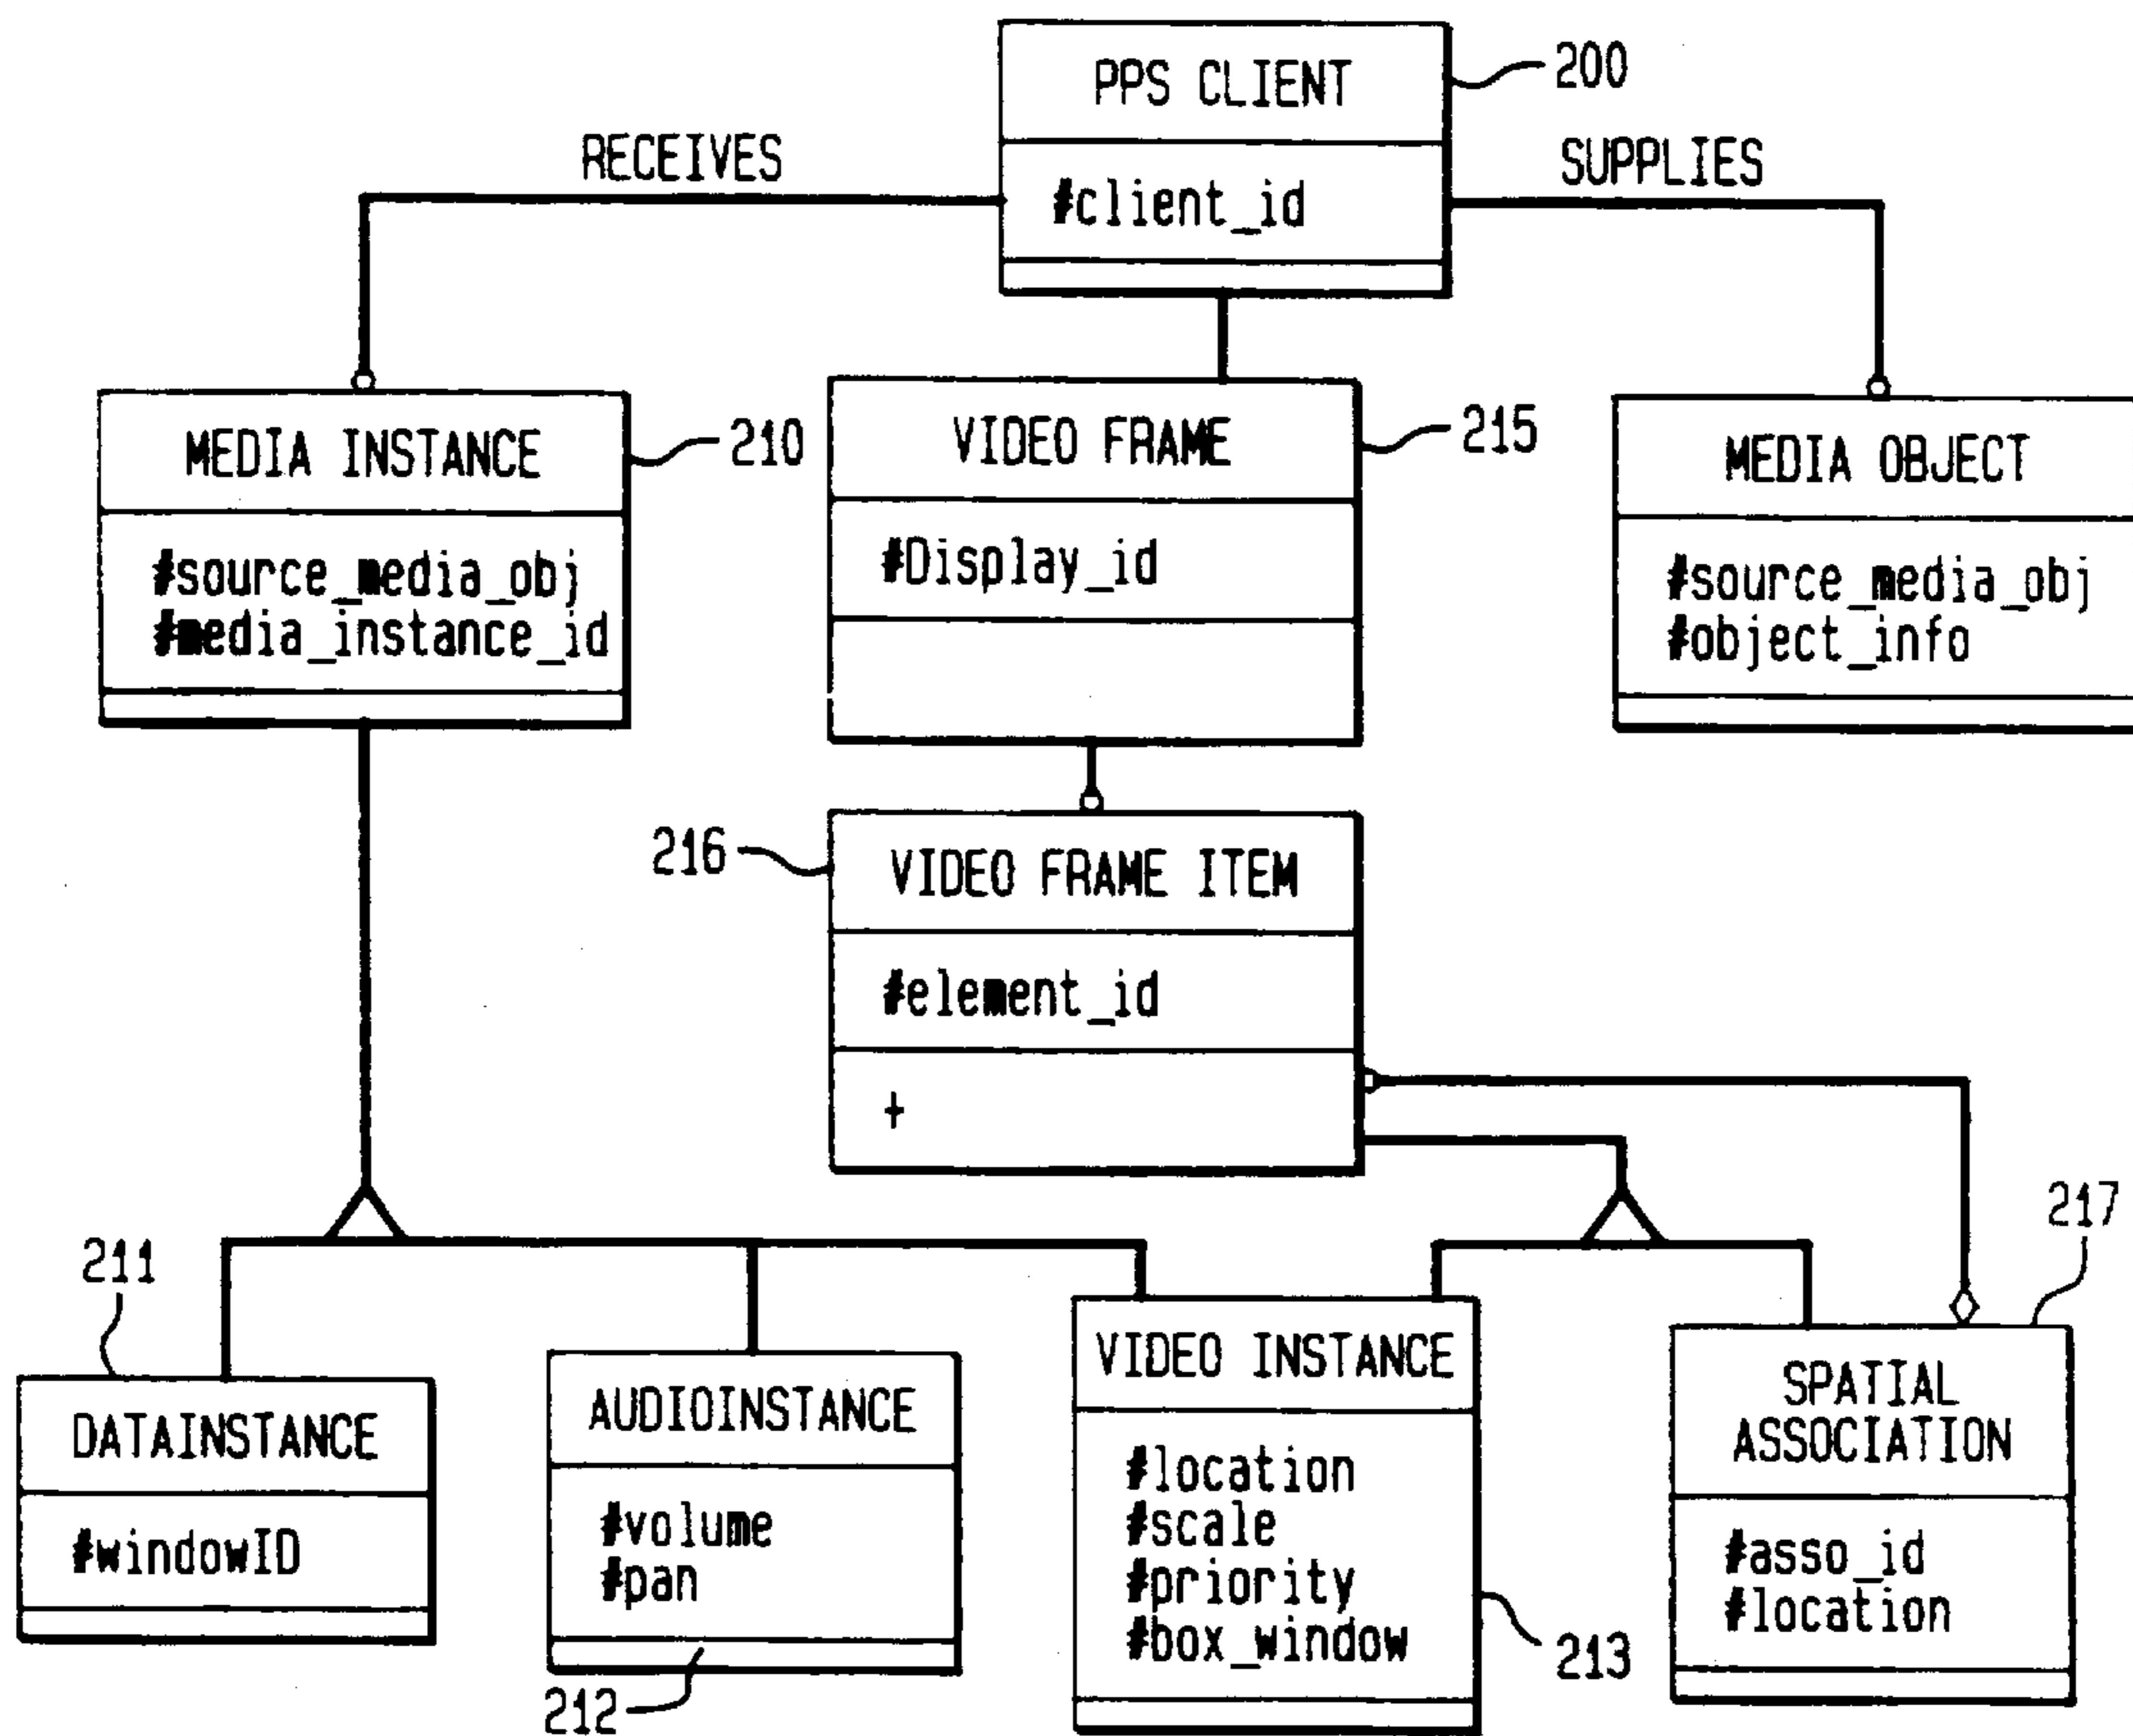 PPS CLIENT
200
#client_id
RECEIVES
SUPPLIES
MEDIA INSTANCE
210
#source_media_obj
#media_instance_id
VIDEO FRAME
215
#Display_id
MEDIA OBJECT
#source_media_obj
#object_info
216
VIDEO FRAME ITEM
#element_id
+
211
DATAINSTANCE
#windowID
AUDIOINSTANCE
#volume
#pan
212
VIDEO INSTANCE
#location
#scale
#priority
#box_window
213
217
SPATIAL
ASSOCIATION
#asso_id
#location